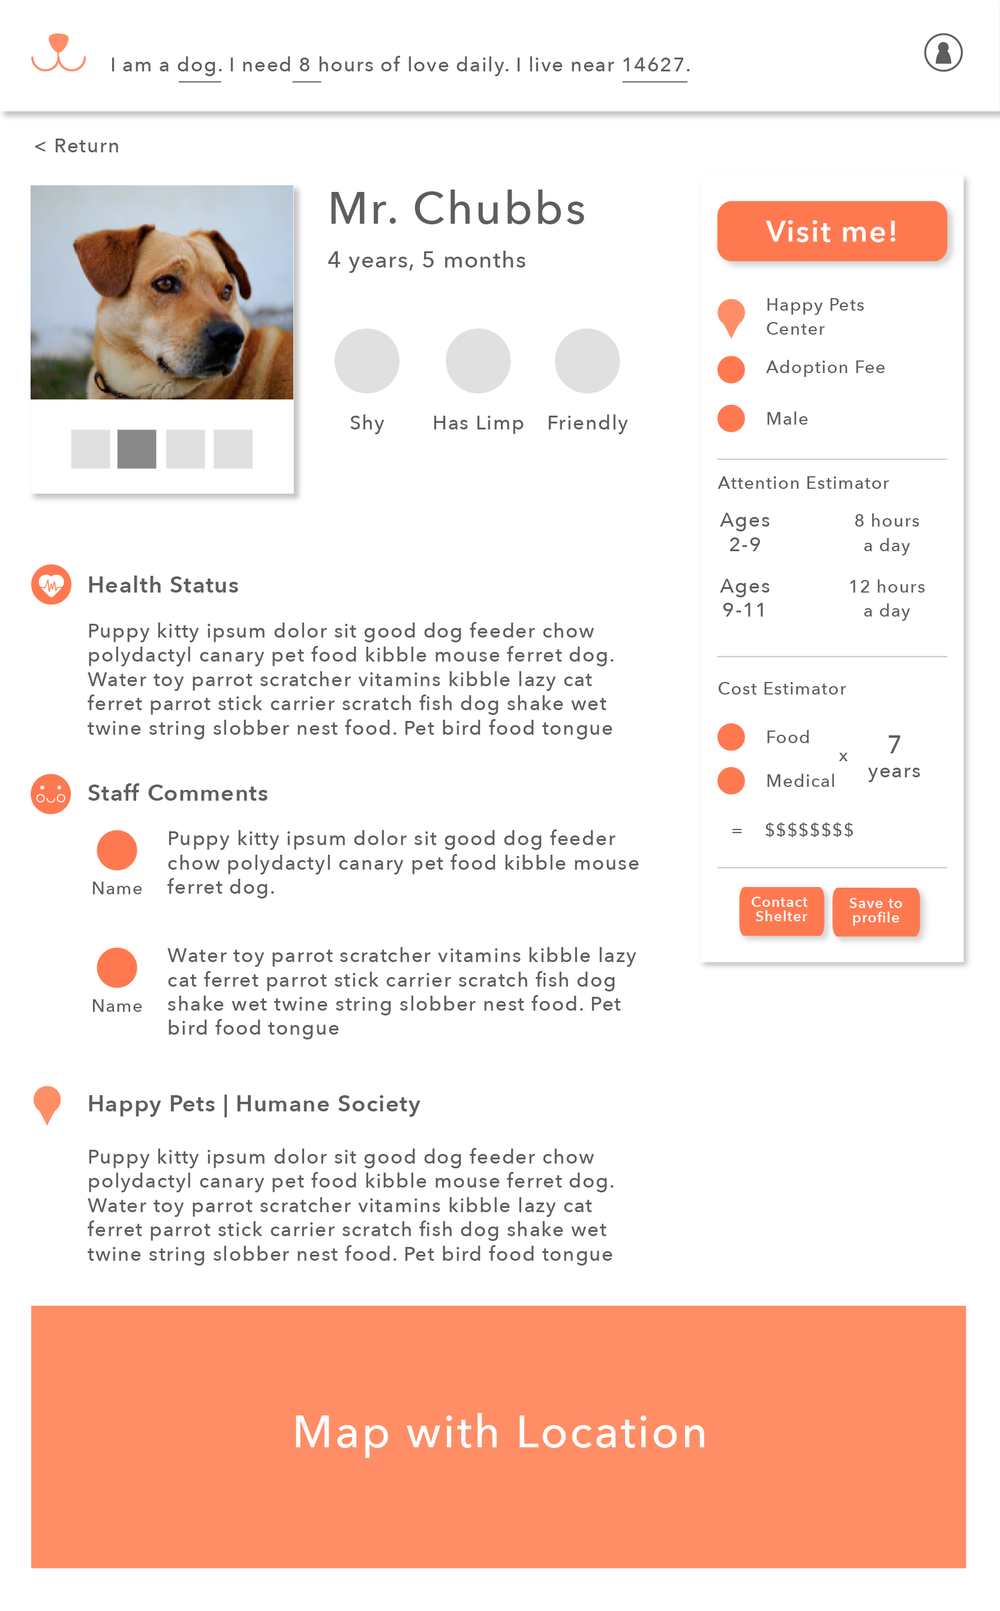 I am a dog. I need 8 hours of love daily. I live near 14627.
< Return
Mr. Chubbs
4 years, 5 months
Shy
Has Limp
Friendly
Visit me!
Happy Pets
Center
Adoption Fee
Male
Attention Estimator
Ages
2-9
8 hours
a day
Ages
9-11
12 hours
a day
Cost Estimator
Food
Medical
x
7
years
= $$$$$$$$
Contact
Shelter
Save to
profile
Health Status
Puppy kitty ipsum dolor sit good dog feeder chow
polydactyl canary pet food kibble mouse ferret dog.
Water toy parrot scratcher vitamins kibble lazy cat
ferret parrot stick carrier scratch fish dog shake wet
twine string slobber nest food. Pet bird food tongue
Staff Comments
Name
Puppy kitty ipsum dolor sit good dog feeder
chow polydactyl canary pet food kibble mouse
ferret dog.
Name
Water toy parrot scratcher vitamins kibble lazy
cat ferret parrot stick carrier scratch fish dog
shake wet twine string slobber nest food. Pet
bird food tongue
Happy Pets | Humane Society
Puppy kitty ipsum dolor sit good dog feeder chow
polydactyl canary pet food kibble mouse ferret dog.
Water toy parrot scratcher vitamins kibble lazy cat
ferret parrot stick carrier scratch fish dog shake wet
twine string slobber nest food. Pet bird food tongue
Map with Location